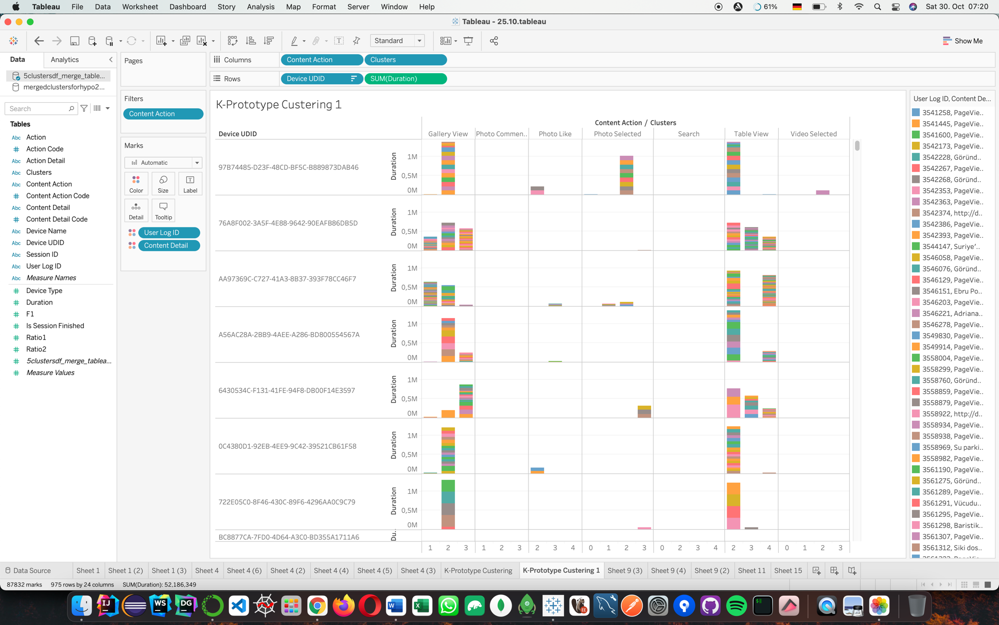 Tableau File Data Worksheet Dashboard Story Analysis Map Format Server Window Help 61% Sat 30. Oct 07:20
Tableau - 25.10.tableau
Standard
Show Me
Data Analytics
5clustersdf_merge_table...
mergedclustersforhypo2...
Search
Tables
Abc Action
# Action Code
Abc Action Detail
Abc Clusters
Abc Content Action
# Content Action Code
Abc Content Detail
# Content Detail Code
Abc Device Name
Abc Device UDID
Abc Session ID
Abc User Log ID
Abc Measure Names
# Device Type
# Duration
# F1
# Is Session Finished
# Ratio1
# Ratio2
# 5clustersdf_merge_tablea...
# Measure Values
Pages
Filters
Content Action
Marks
Automatic
Color Size Label
Detail Tooltip
User Log ID
Content Detail
Columns Content Action Clusters
Rows Device UDID SUM(Duration)
K-Prototype Custering 1
Content Action / Clusters
Device UDID Gallery View Photo Commen.. Photo Like Photo Selected Search Table View Video Selected
97B74485-D23F-48CD-BF5C-B889873DAB46 Duration 1M 0,5M 0M
76A8F002-3A5F-4E88-9642-90EAFB86DB5D Duration 1M 0,5M 0M
AA97369C-C727-41A3-8B37-393F78CC46F7 Duration 1M 0,5M 0M
A56AC28A-2BB9-4AEE-A286-BD800554567A Duration 1M 0,5M 0M
6430534C-F131-41FE-94F8-DB00F14E3597 Duration 1M 0,5M 0M
0C4380D1-92EB-4EE9-9C42-39521CB61F58 Duration 1M 0,5M 0M
722E05C0-8F46-430C-89F6-4296AA0C9C79 Duration 1M 0,5M 0M
BC8877CA-7FD0-4D64-A3C0-BD355A1711A6 Du..
1 2 3 1 2 3 2 3 4 0 1 2 3 0 2 3 4 2 3 4 0 1 2 3
User Log ID, Content De...
3541258, PageVie..
3541445, PageVie..
3541600, PageVie..
3542173, PageVie..
3542228, Göründ..
3542267, PageVie..
3542268, Göründ..
3542353, PageVie..
3542363, PageVie..
3542374, http://d..
3542386, PageVie..
3542393, PageVie..
3544147, Suriye'..
3546058, PageVie..
3546076, Göründ..
3546129, PageVie..
3546151, Ebru Po..
3546203, PageVie..
3546221, Adriana..
3546278, PageVie..
3549830, PageVie..
3549914, PageVie..
3558004, PageVie..
3558299, PageVie..
3558760, Göründ..
3558859, PageVie..
3558879, PageVie..
3558922, http://d..
3558934, PageVie..
3558938, PageVie..
3558969, Su parki..
3558982, PageVie..
3561190, PageVie..
3561275, Göründ..
3561289, PageVie..
3561291, Vücudu..
3561295, PageVie..
3561298, Baristik..
3561307, PageVie..
3561312, Siki dos..
Data Source Sheet 1 Sheet 1 (2) Sheet 1 (3) Sheet 4 Sheet 4 (6) Sheet 4 (2) Sheet 4 (4) Sheet 4 (5) Sheet 4 (3) K-Prototype Custering K-Prototype Custering 1 Sheet 9 (3) Sheet 9 (4) Sheet 9 (2) Sheet 11 Sheet 15
87832 marks 975 rows by 24 columns SUM(Duration): 52,186,349
IJ WS DG W X EE $